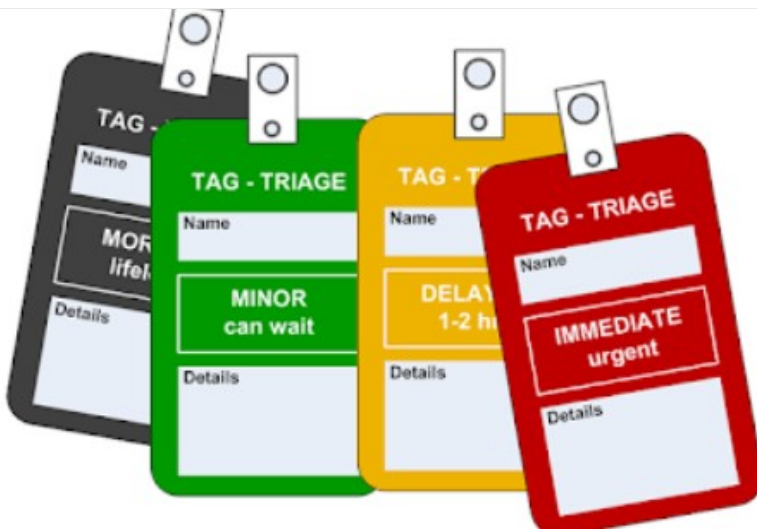 TAG -
Name
MOR
lifel
Details
TAG - TRIAGE
Name
MINOR
can wait
Details
TAG - T
Name
DELAY
1-2 h
Details
TAG - TRIAGE
Name
IMMEDIATE
urgent
Details